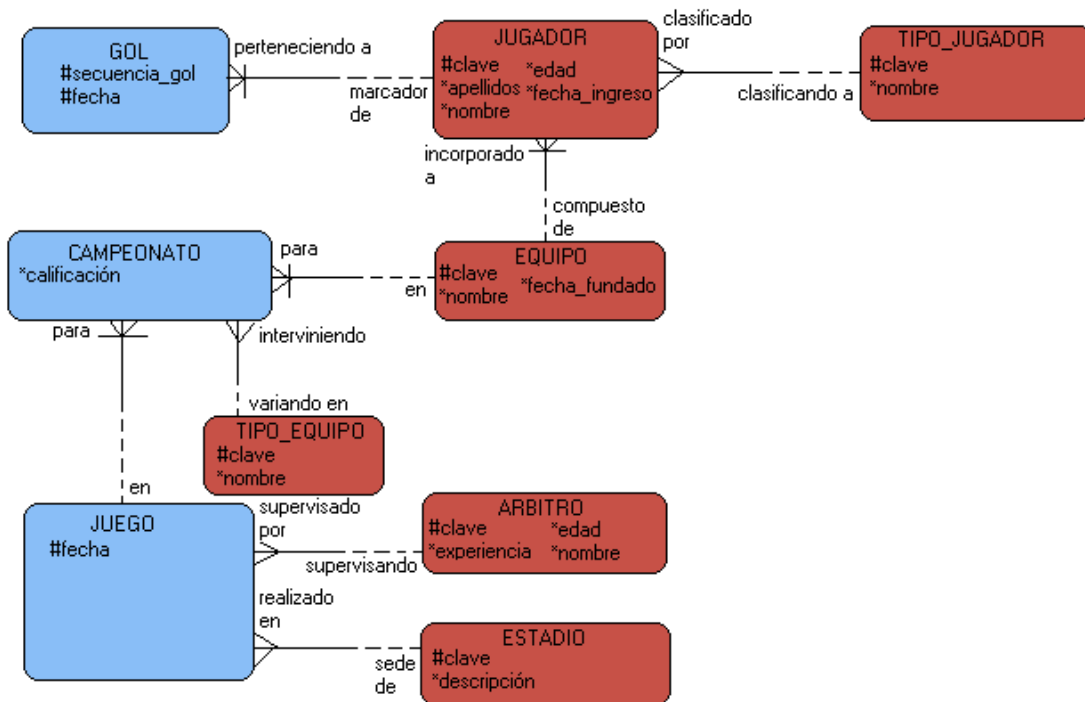 GOL
#secuencia_gol
#fecha
perteneciendo a
marcador
de
JUGADOR
#clave *edad
*apellidos *fecha_ingreso
*nombre
clasificado
por
clasificando a
TIPO_JUGADOR
#clave
*nombre
incorporado
a
compuesto
de
CAMPEONATO
*calificación
para
en
EQUIPO
#clave
*nombre *fecha_fundado
para
interviniendo
variando en
TIPO_EQUIPO
#clave
*nombre
en
JUEGO
#fecha
supervisado
por
supervisando
ARBITRO
#clave *edad
*experiencia *nombre
realizado
en
sede
de
ESTADIO
#clave
*descripción